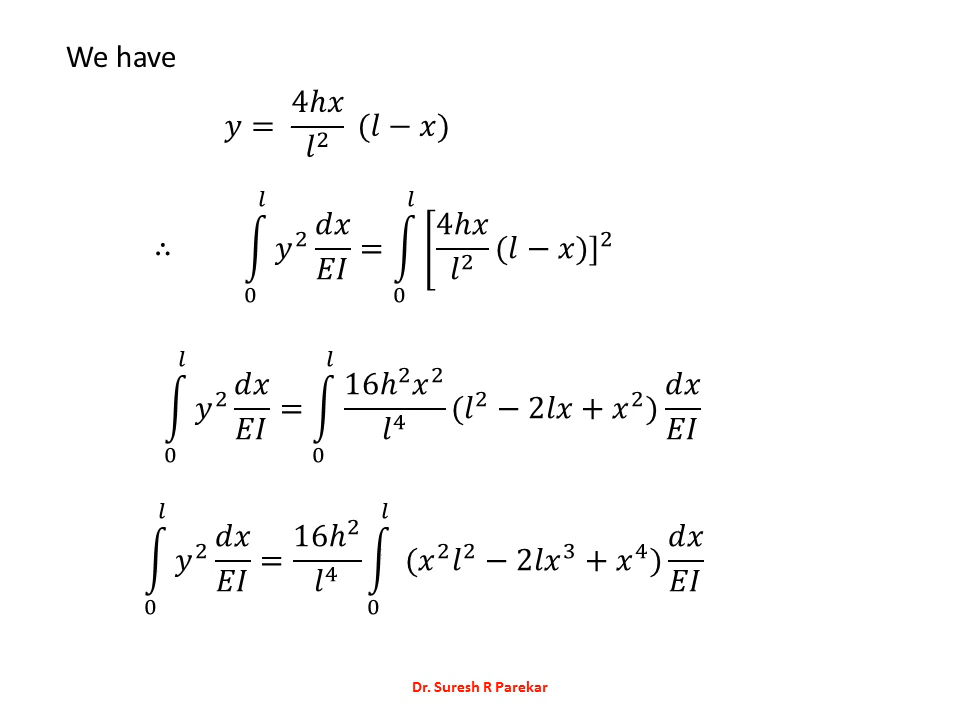 We have
y = 4hx/l² (l − x)
∴ ∫₀ˡ y² dx/EI = ∫₀ˡ [4hx/l² (l − x)]²
∫₀ˡ y² dx/EI = ∫₀ˡ 16h²x²/l⁴ (l² − 2lx + x²) dx/EI
∫₀ˡ y² dx/EI = 16h²/l⁴ ∫₀ˡ (x²l² − 2lx³ + x⁴) dx/EI
Dr. Suresh R Parekar